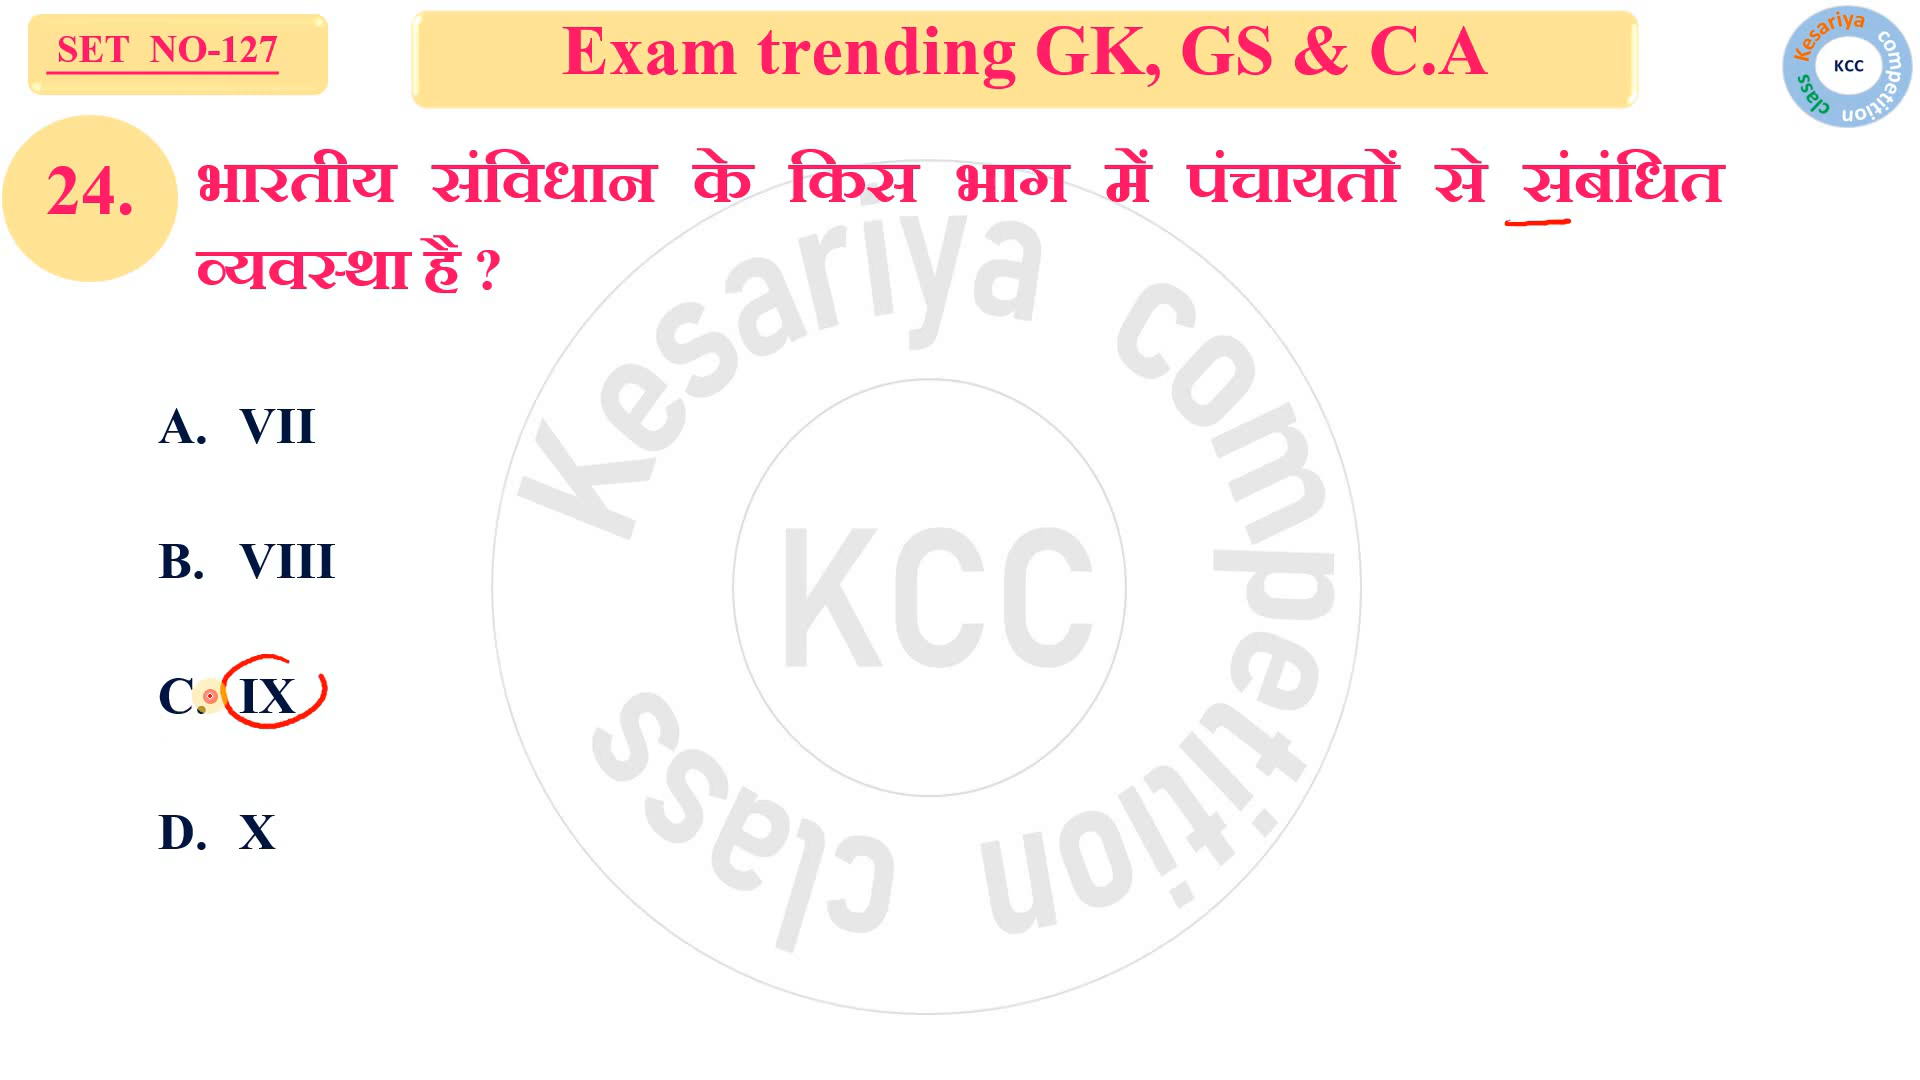 SET NO-127
Exam trending GK, GS & C.A
Kesariya competition class
KCC
24. भारतीय संविधान के किस भाग में पंचायतों से संबंधित
व्यवस्था है ?
A. VII
B. VIII
C. IX
D. X
Kesariya competition class
KCC